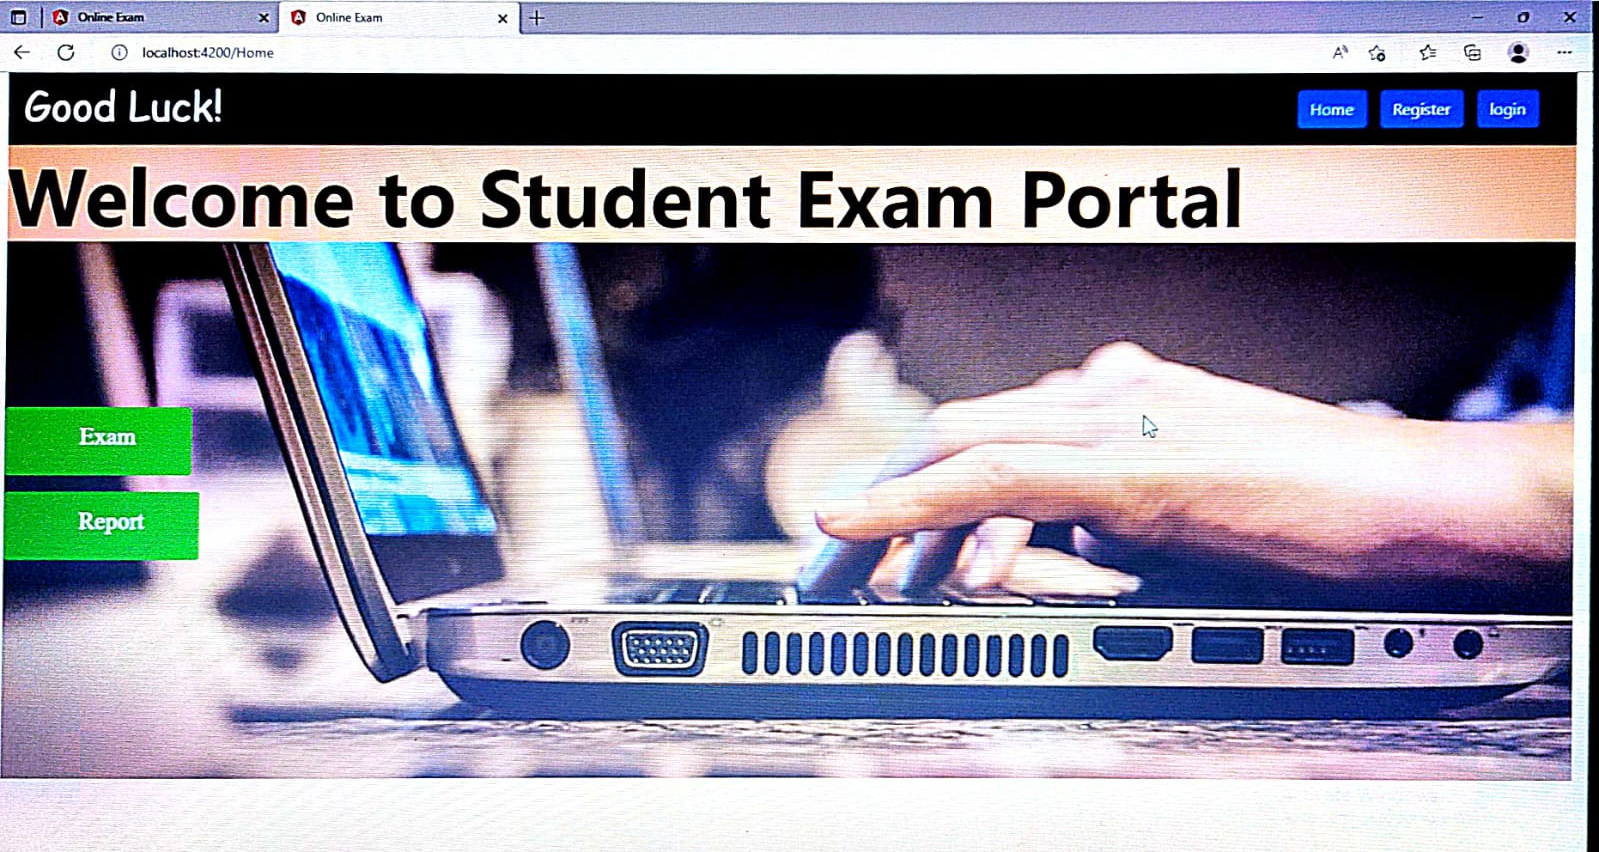 Online Exam
Online Exam
localhost:4200/Home
Good Luck!
Home
Register
login
Welcome to Student Exam Portal
Exam
Report